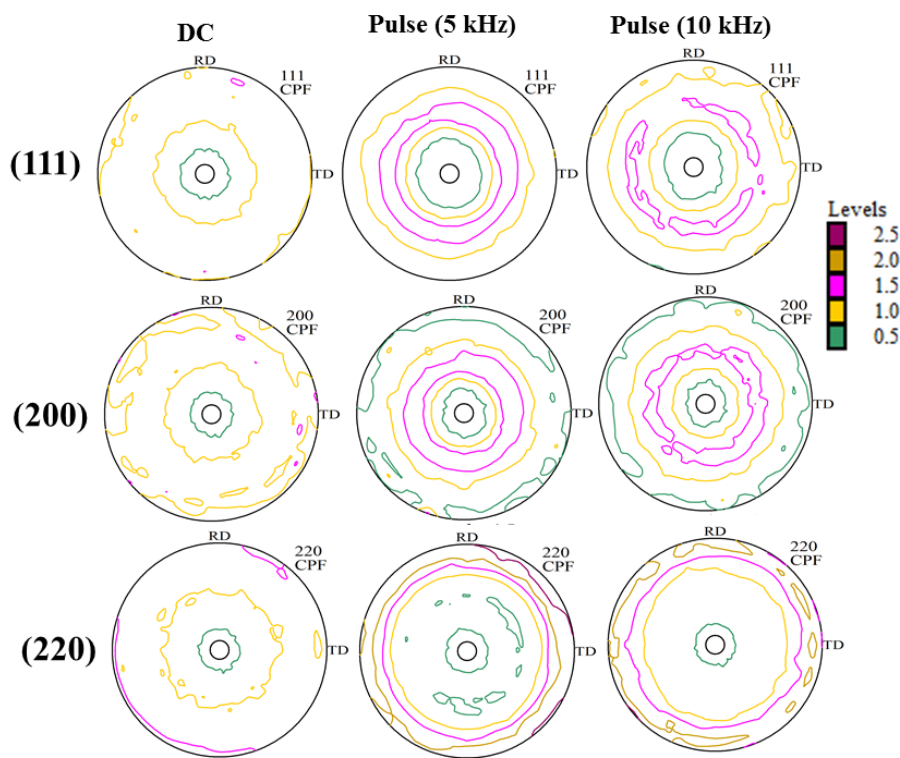 DC
Pulse (5 kHz)
Pulse (10 kHz)
(111)
RD
111
CPF
TD
RD
111
CPF
TD
RD
111
CPF
TD
Levels
2.5
2.0
1.5
1.0
0.5
(200)
RD
200
CPF
TD
RD
200
CPF
TD
RD
200
CPF
TD
(220)
RD
220
CPF
TD
RD
220
CPF
TD
RD
220
CPF
TD